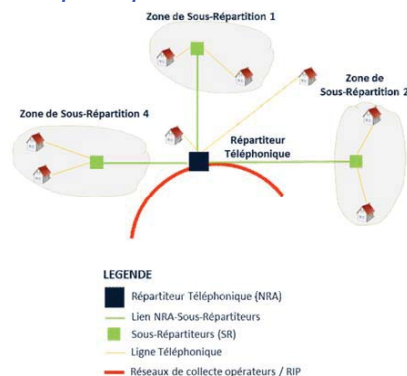 Zone de Sous-Répartition 1
Zone de
Sous-Répartition 2
Zone de Sous-Répartition 4
Répartiteur
Téléphonique
LEGENDE
Répartiteur Téléphonique (NRA)
Lien NRA-Sous-Répartiteurs
Sous-Répartiteurs (SR)
Ligne Téléphonique
Réseaux de collecte opérateurs / RIP